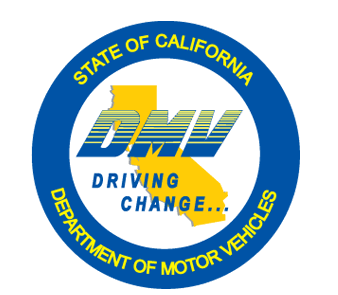 STATE OF CALIFORNIA
DMV
DRIVING
CHANGE...
DEPARTMENT OF MOTOR VEHICLES